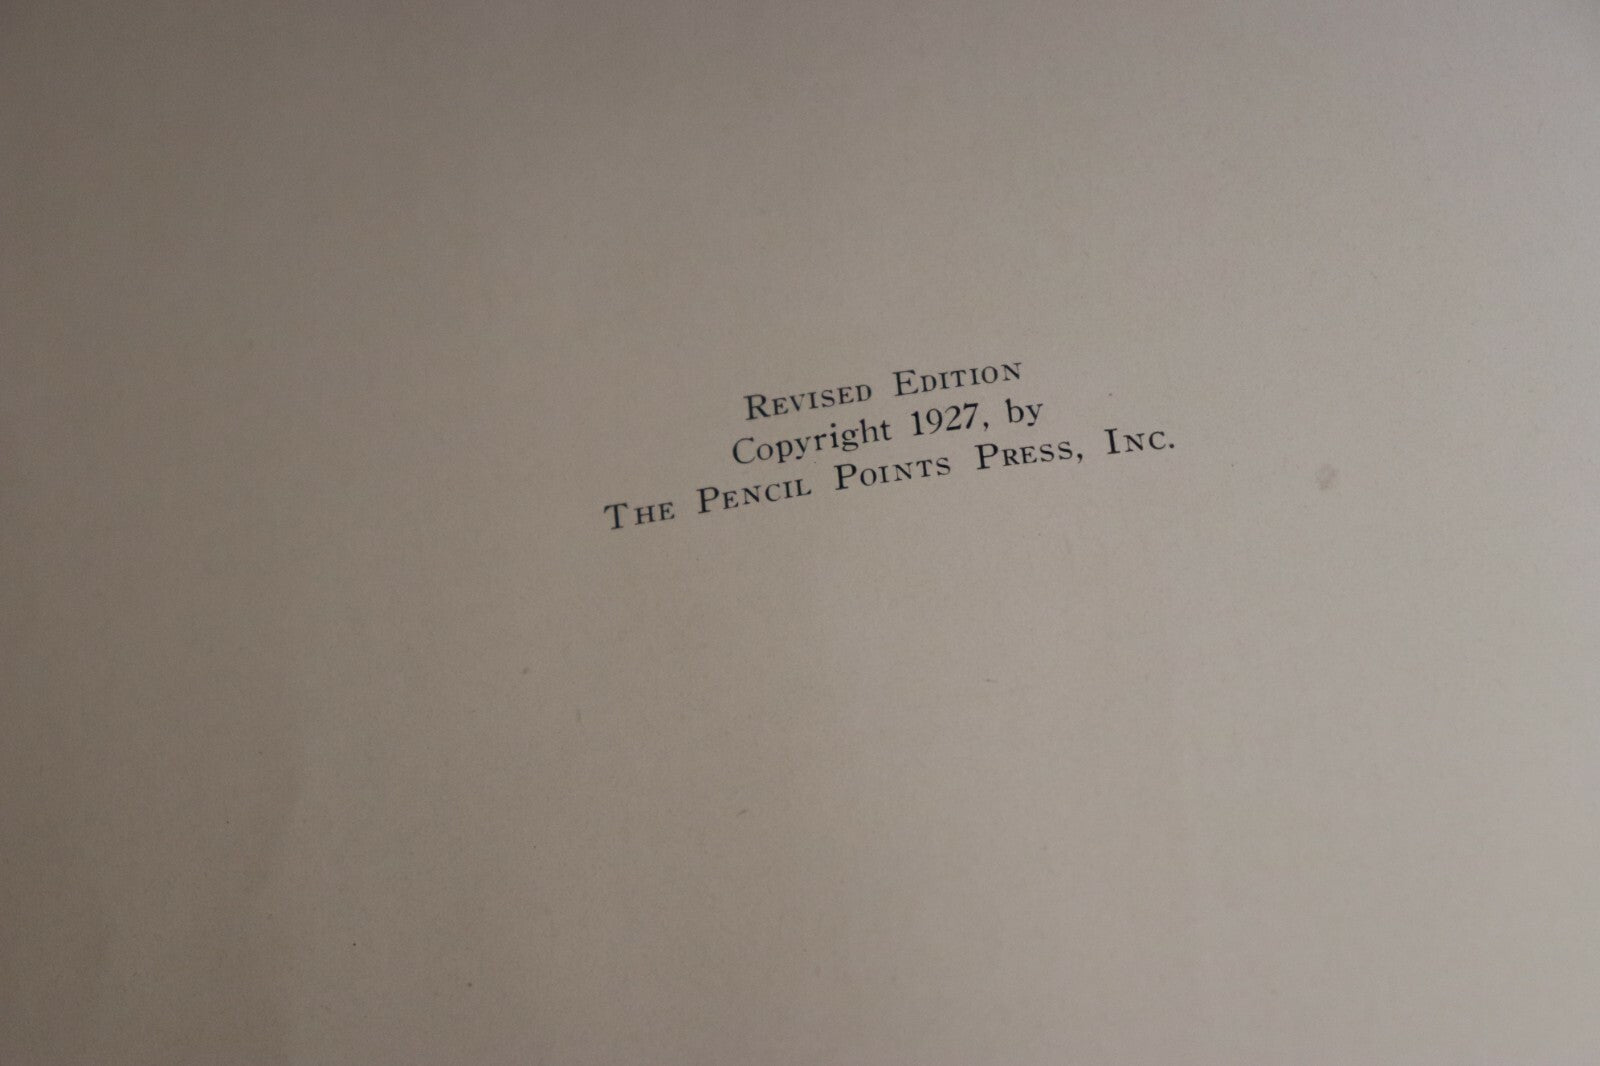 Revised Edition
Copyright 1927, by
The Pencil Points Press, Inc.